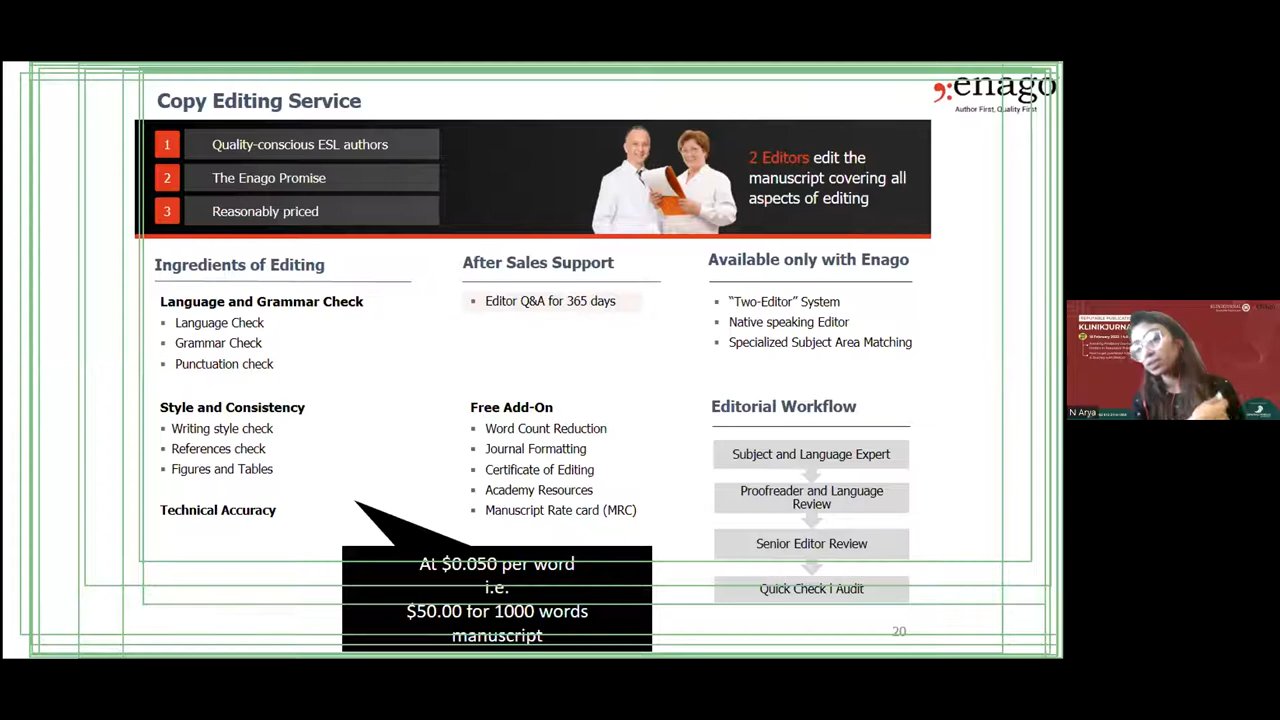 Copy Editing Service
enago
Author First, Quality First
1 Quality-conscious ESL authors
2 The Enago Promise
3 Reasonably priced
2 Editors edit the
manuscript covering all
aspects of editing
Ingredients of Editing
Language and Grammar Check
Language Check
Grammar Check
Punctuation check
Style and Consistency
Writing style check
References check
Figures and Tables
Technical Accuracy
After Sales Support
Editor Q&A for 365 days
Free Add-On
Word Count Reduction
Journal Formatting
Certificate of Editing
Academy Resources
Manuscript Rate card (MRC)
Available only with Enago
“Two-Editor” System
Native speaking Editor
Specialized Subject Area Matching
Editorial Workflow
Subject and Language Expert
Proofreader and Language
Review
Senior Editor Review
Quick Check I Audit
At $0.050 per word
i.e.
$50.00 for 1000 words
manuscript
20
KLINIKJURNA
N Arya